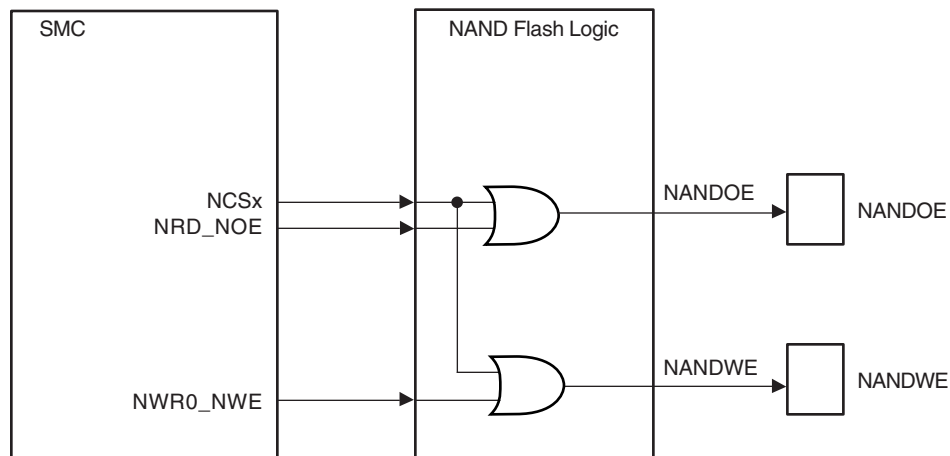 SMC
NAND Flash Logic
NCSx
NRD_NOE
NANDOE
NANDOE
NWR0_NWE
NANDWE
NANDWE